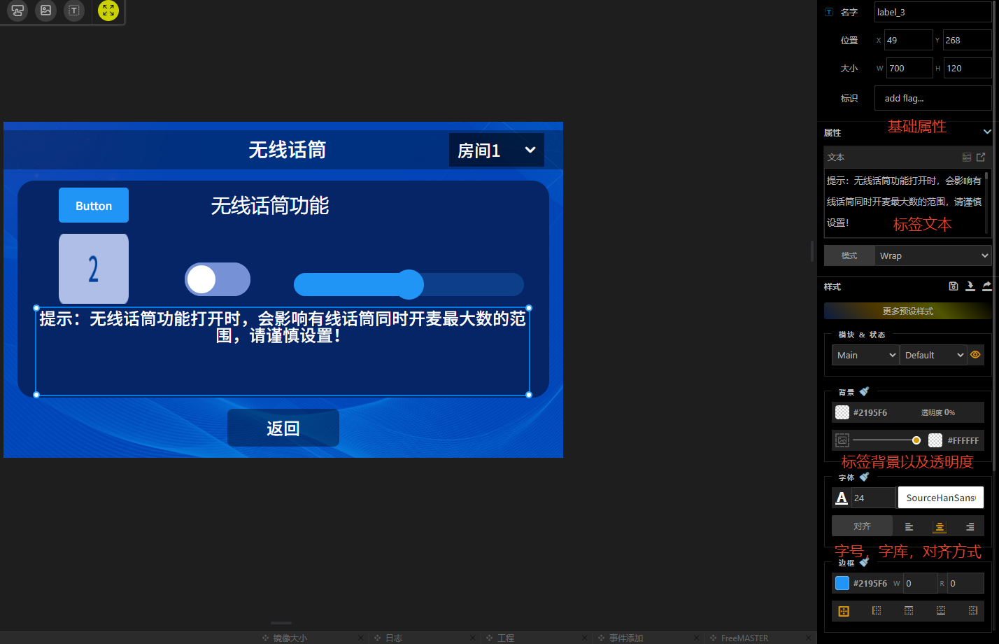 T
无线话筒
房间1
Button
无线话筒功能
2
提示：无线话筒功能打开时，会影响有线话筒同时开麦最大数的范
围，请谨慎设置！
返回
T 名字 label_3
位置 X 49 Y 268
大小 W 700 H 120
标识 add flag...
基础属性
属性
文本
提示：无线话筒功能打开时，会影响有
线话筒同时开麦最大数的范围，请谨慎
设置！
标签文本
模式 Wrap
样式
更多预设样式
模块 & 状态
Main Default
背景
#2195F6 透明度 0%
#FFFFFF
标签背景以及透明度
字体
A 24 SourceHanSans
对齐
字号，字库，对齐方式
边框
#2195F6 W 0 R 0
镜像大小 × 日志 × 工程 × 事件添加 × FreeMASTER ×